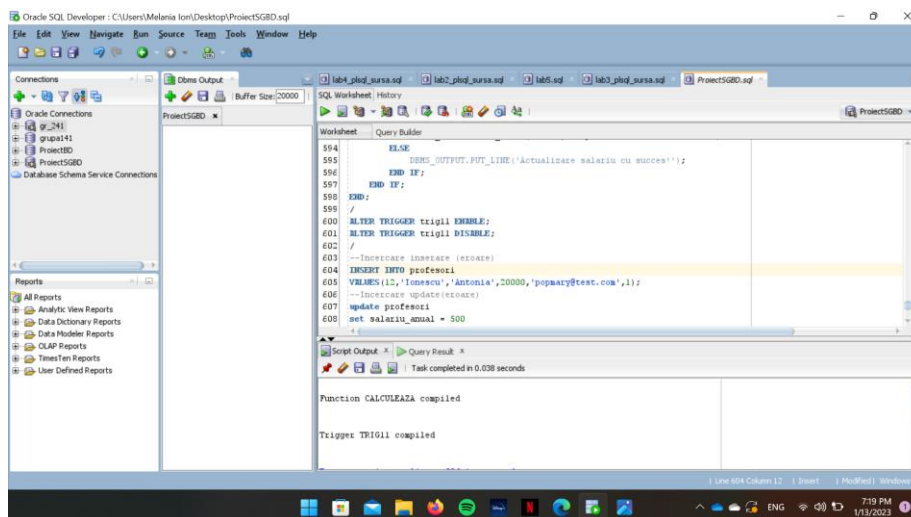 Oracle SQL Developer : C:\Users\Melania Ion\Desktop\ProiectSGBD.sql
File Edit View Navigate Run Source Team Tools Window Help
Connections
Oracle Connections
gr_241
grupa141
ProiectBD
ProiectSGBD
Database Schema Service Connections
Reports
All Reports
Analytic View Reports
Data Dictionary Reports
Data Modeler Reports
OLAP Reports
TimesTen Reports
User Defined Reports
Dbms Output
Buffer Size: 20000
ProiectSGBD
lab4_plsql_sursa.sql lab2_plsql_sursa.sql lab5.sql lab3_plsql_sursa.sql ProiectSGBD.sql
SQL Worksheet History
ProiectSGBD
Worksheet Query Builder
594 ELSE
595 DBMS_OUTPUT.PUT_LINE('Actualizare salariu cu succes!');
596 END IF;
597 END IF;
598 END;
599 /
600 ALTER TRIGGER trig11 ENABLE;
601 ALTER TRIGGER trig11 DISABLE;
602 /
603 --Incercare inserare (eroare)
604 INSERT INTO profesori
605 VALUES(12,'Ionescu','Antonia',20000,'popmary@test.com',1);
606 --Incercare update(eroare)
607 update profesori
608 set salariu_anual = 500
Script Output Query Result
Task completed in 0.038 seconds
Function CALCULEAZA compiled
Trigger TRIG11 compiled
Line 604 Column 12 Insert Modified Windows
ENG 7:19 PM
1/13/2023